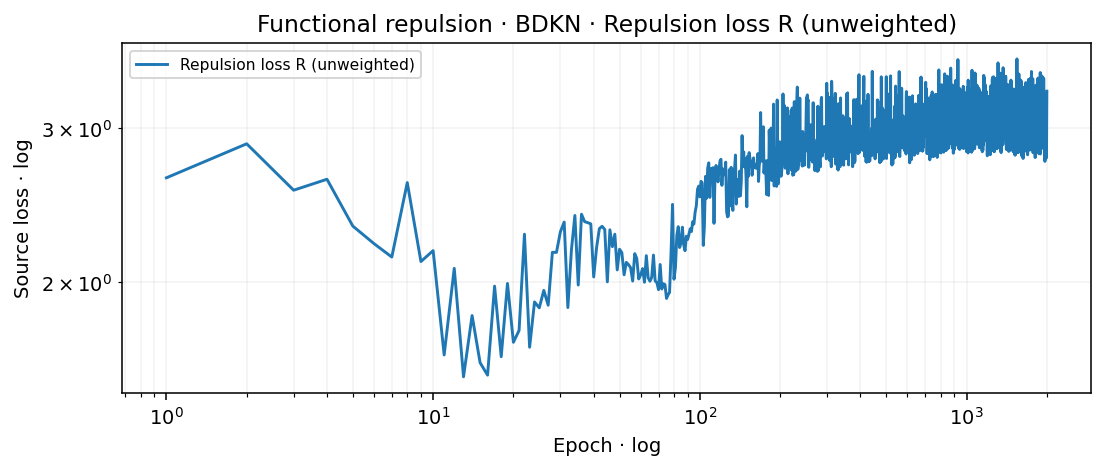 Functional repulsion · BDKN · Repulsion loss R (unweighted)
Repulsion loss R (unweighted)
Source loss · log
3 × 10⁰
2 × 10⁰
10⁰ 10¹ 10² 10³
Epoch · log